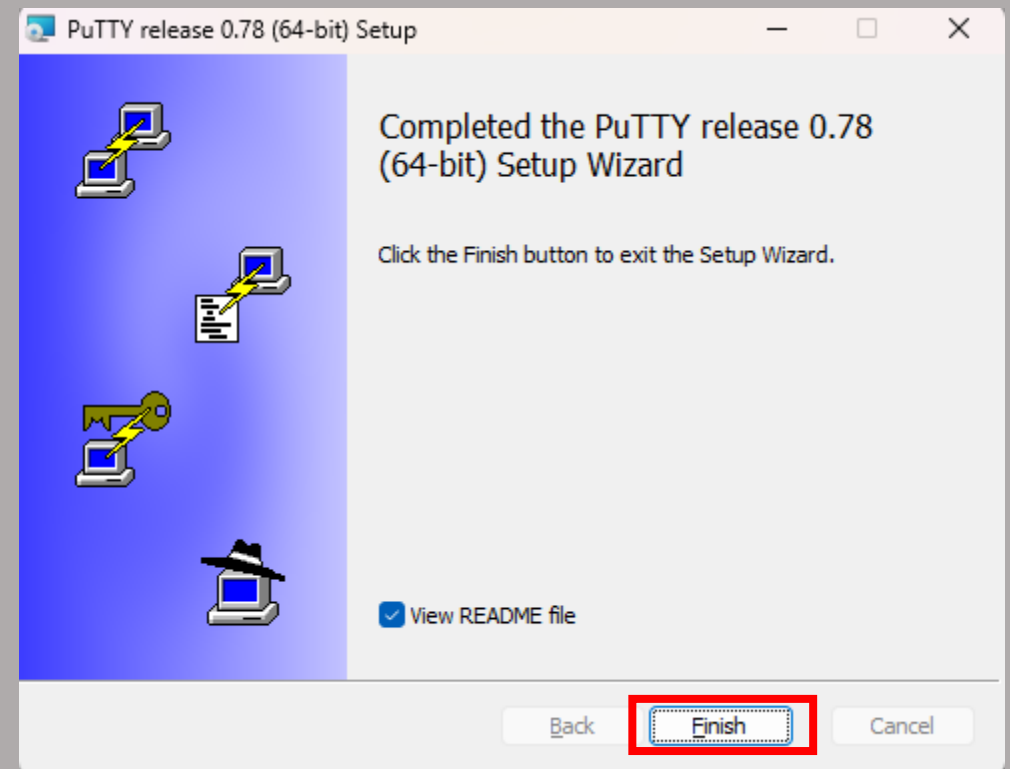 PuTTY release 0.78 (64-bit) Setup
Completed the PuTTY release 0.78
(64-bit) Setup Wizard
Click the Finish button to exit the Setup Wizard.
View README file
Back
Finish
Cancel